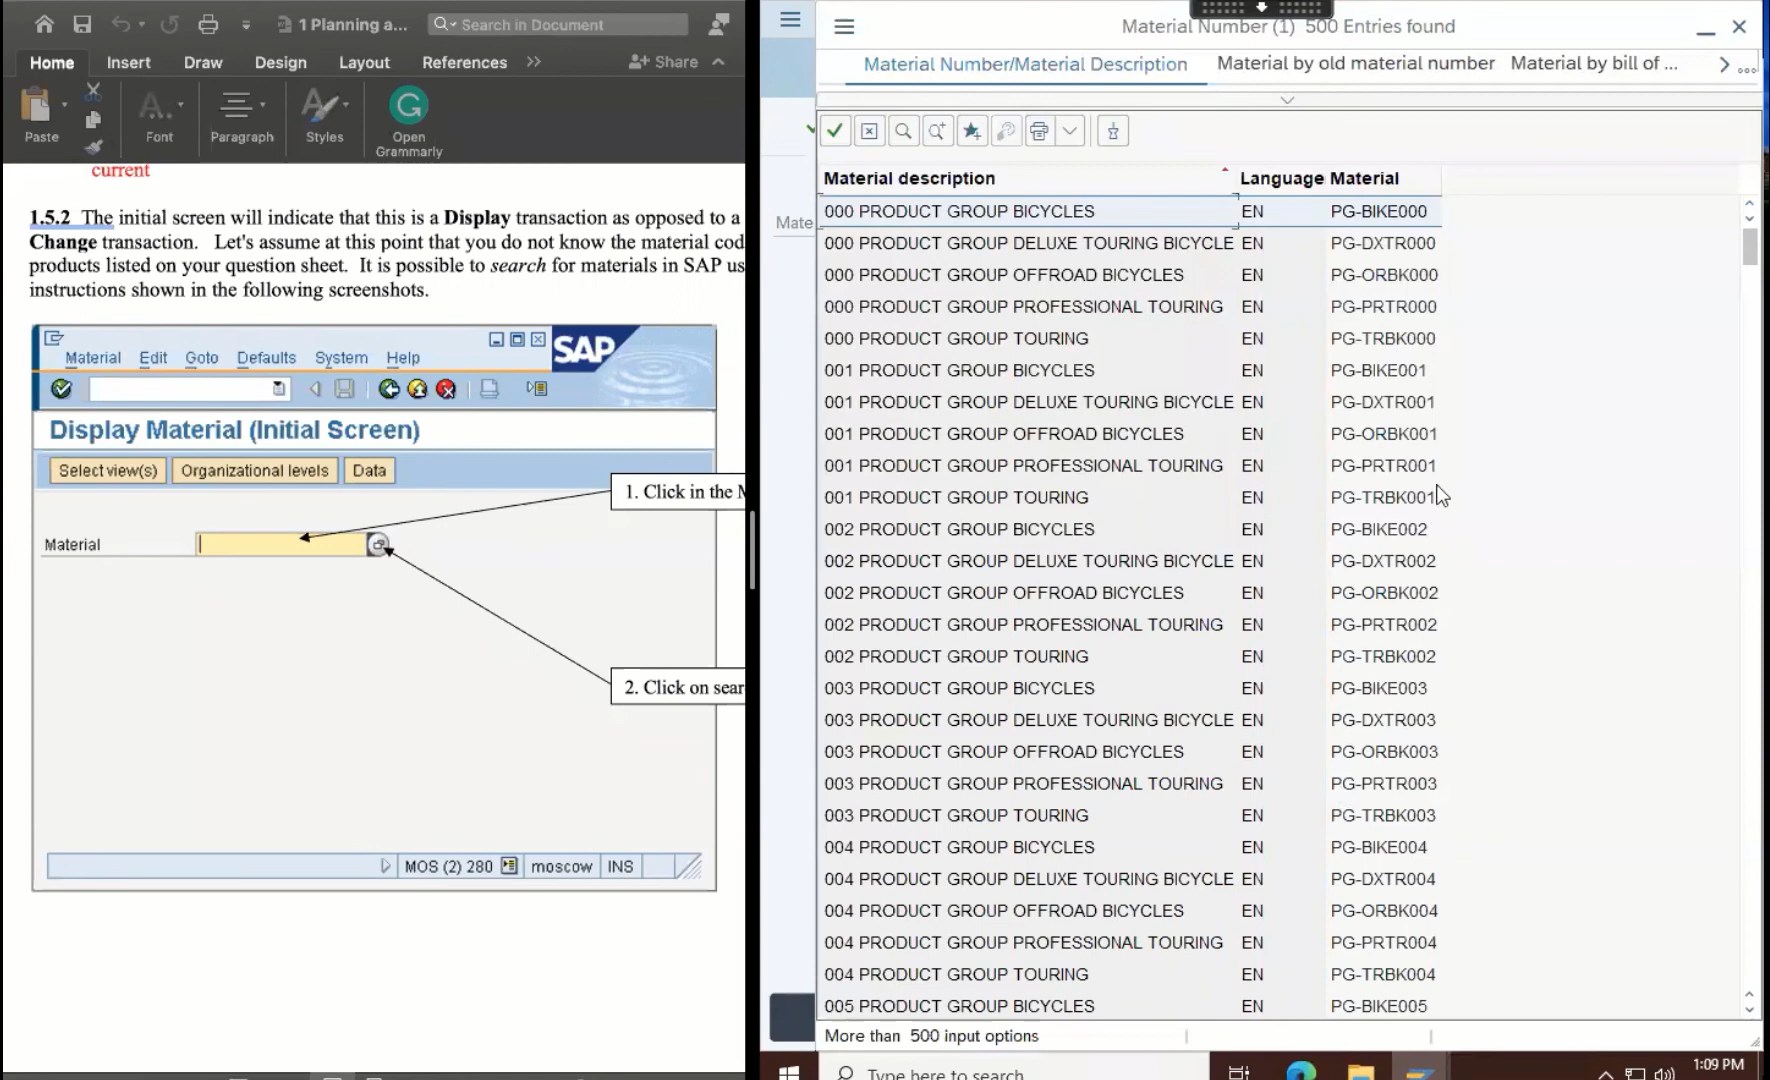 1 Planning a...
Search in Document
Home
Insert
Draw
Design
Layout
References
Share
Paste
Font
Paragraph
Styles
Open
Grammarly
current
1.5.2 The initial screen will indicate that this is a Display transaction as opposed to a
Change transaction. Let's assume at this point that you do not know the material cod
products listed on your question sheet. It is possible to search for materials in SAP us
instructions shown in the following screenshots.
Material Edit Goto Defaults System Help
SAP
Display Material (Initial Screen)
Select view(s)
Organizational levels
Data
1. Click in the M
Material
2. Click on sear
MOS (2) 280
moscow
INS
Mate
Material Number (1) 500 Entries found
Material Number/Material Description
Material by old material number
Material by bill of ...
Material description Language Material
000 PRODUCT GROUP BICYCLES EN PG-BIKE000
000 PRODUCT GROUP DELUXE TOURING BICYCLE EN PG-DXTR000
000 PRODUCT GROUP OFFROAD BICYCLES EN PG-ORBK000
000 PRODUCT GROUP PROFESSIONAL TOURING EN PG-PRTR000
000 PRODUCT GROUP TOURING EN PG-TRBK000
001 PRODUCT GROUP BICYCLES EN PG-BIKE001
001 PRODUCT GROUP DELUXE TOURING BICYCLE EN PG-DXTR001
001 PRODUCT GROUP OFFROAD BICYCLES EN PG-ORBK001
001 PRODUCT GROUP PROFESSIONAL TOURING EN PG-PRTR001
001 PRODUCT GROUP TOURING EN PG-TRBK001
002 PRODUCT GROUP BICYCLES EN PG-BIKE002
002 PRODUCT GROUP DELUXE TOURING BICYCLE EN PG-DXTR002
002 PRODUCT GROUP OFFROAD BICYCLES EN PG-ORBK002
002 PRODUCT GROUP PROFESSIONAL TOURING EN PG-PRTR002
002 PRODUCT GROUP TOURING EN PG-TRBK002
003 PRODUCT GROUP BICYCLES EN PG-BIKE003
003 PRODUCT GROUP DELUXE TOURING BICYCLE EN PG-DXTR003
003 PRODUCT GROUP OFFROAD BICYCLES EN PG-ORBK003
003 PRODUCT GROUP PROFESSIONAL TOURING EN PG-PRTR003
003 PRODUCT GROUP TOURING EN PG-TRBK003
004 PRODUCT GROUP BICYCLES EN PG-BIKE004
004 PRODUCT GROUP DELUXE TOURING BICYCLE EN PG-DXTR004
004 PRODUCT GROUP OFFROAD BICYCLES EN PG-ORBK004
004 PRODUCT GROUP PROFESSIONAL TOURING EN PG-PRTR004
004 PRODUCT GROUP TOURING EN PG-TRBK004
005 PRODUCT GROUP BICYCLES EN PG-BIKE005
More than 500 input options
Type here to search
1:09 PM